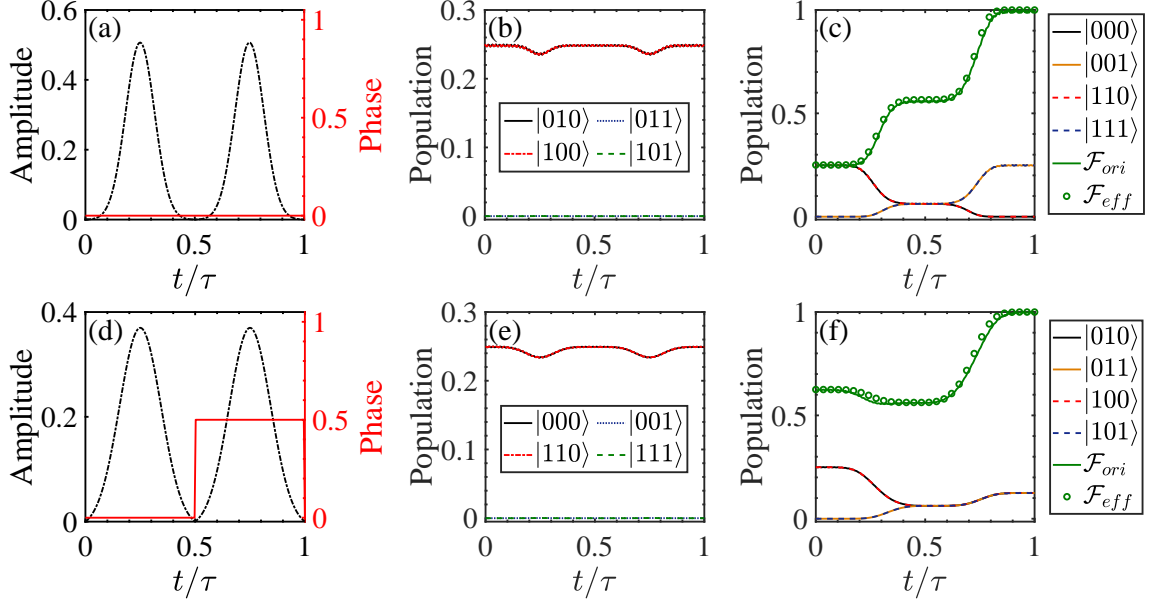 (a)
Amplitude
0.6
0.4
0.2
0
1
0.5
0
Phase
0
0.5
1
t/τ
(b)
Population
0.3
0.2
0.1
0
|010⟩ |011⟩
|100⟩ |101⟩
0
0.5
1
t/τ
(c)
Population
1
0.5
0
0
0.5
1
t/τ
|000⟩
|001⟩
|110⟩
|111⟩
ℱori
ℱeff
(d)
Amplitude
0.4
0.2
0
1
0.5
0
Phase
0
0.5
1
t/τ
(e)
Population
0.3
0.2
0.1
0
|000⟩ |001⟩
|110⟩ |111⟩
0
0.5
1
t/τ
(f)
Population
1
0.5
0
0
0.5
1
t/τ
|010⟩
|011⟩
|100⟩
|101⟩
ℱori
ℱeff